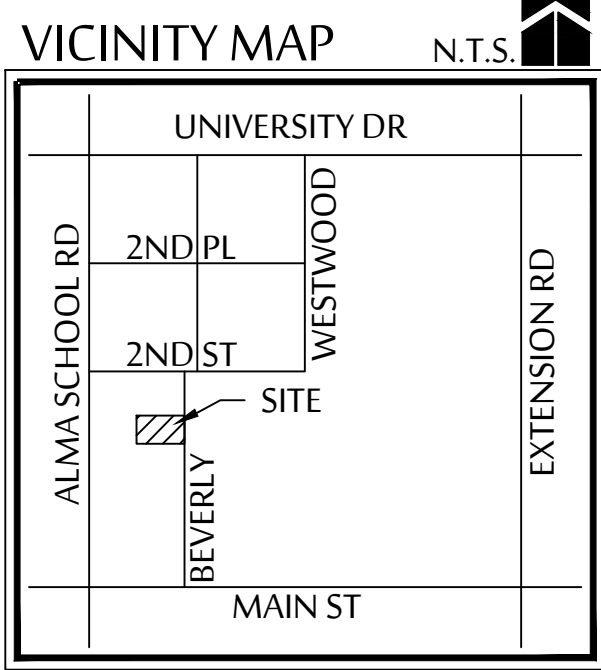 VICINITY MAP
N.T.S.
UNIVERSITY DR
2ND PL
WESTWOOD
ALMA SCHOOL RD
EXTENSION RD
2ND ST
SITE
BEVERLY
MAIN ST